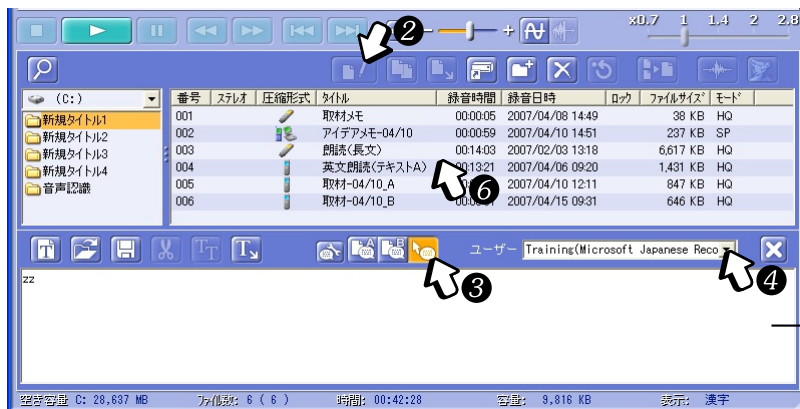 x0.7 1 1.4 2 2.8
❷ - +
(C:)
新規タイトル1
新規タイトル2
新規タイトル3
新規タイトル4
音声認識
番号 ステレオ 圧縮形式 タイトル 録音時間 録音日時 ロック ファイルサイズ モード
001 取材メモ 00:00:05 2007/04/08 14:49 38 KB HQ
002 アイデアメモ-04/10 00:00:59 2007/04/10 14:51 237 KB SP
003 朗読(長文) 00:14:03 2007/02/03 13:18 6,617 KB HQ
004 英文朗読(テキストA) 00:13:21 2007/04/06 09:20 1,431 KB HQ
005 取材-04/10_A 2007/04/10 12:11 847 KB HQ
006 取材-04/10_B 2007/04/15 09:31 646 KB HQ
❻
T Tт T A B ユーザー Training(Microsoft Japanese Reco
❸ ❹
zz
空き容量 C: 28,637 MB ファイル数: 6 ( 6 ) 時間: 00:42:28 容量: 9,816 KB 表示: 漢字